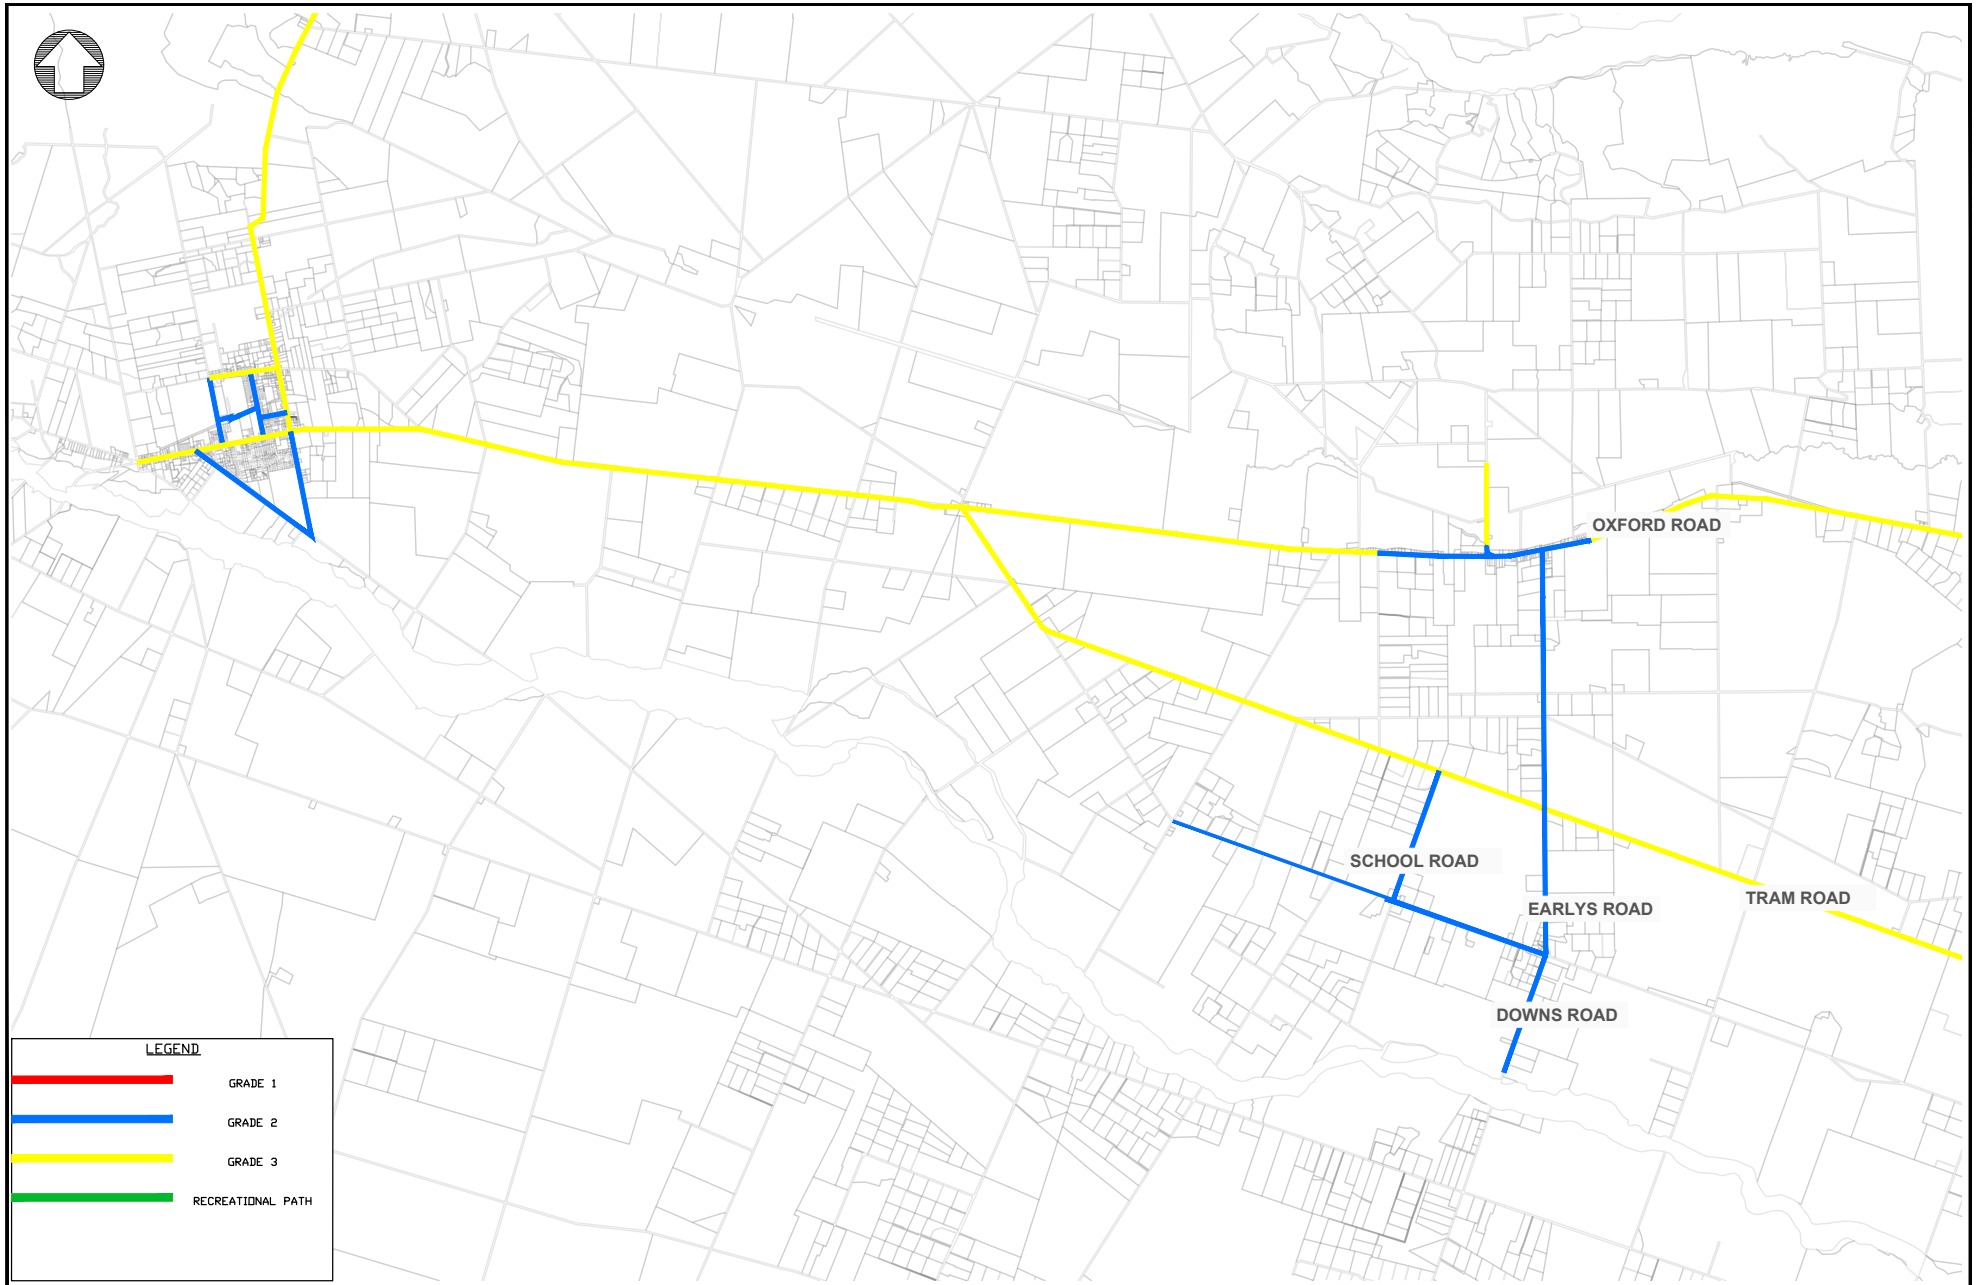 OXFORD ROAD
SCHOOL ROAD
TRAM ROAD
EARLYS ROAD
DOWNS ROAD
LEGEND
GRADE 1
GRADE 2
GRADE 3
RECREATIONAL PATH